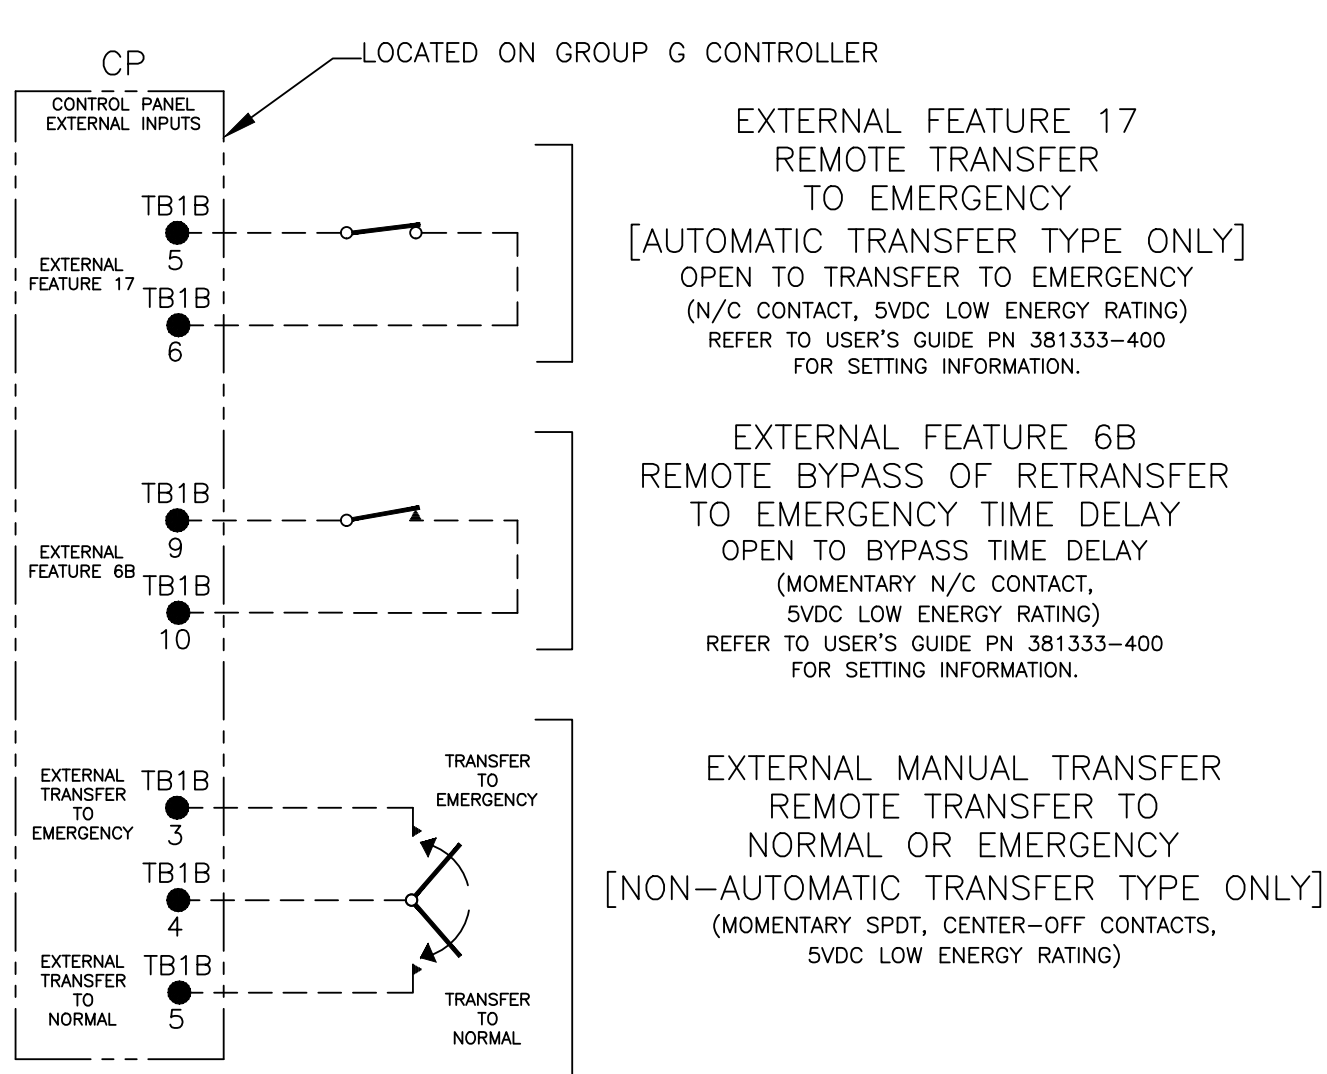 LOCATED ON GROUP G CONTROLLER
CP
CONTROL PANEL
EXTERNAL INPUTS
TB1B
5
EXTERNAL
FEATURE 17
TB1B
6
EXTERNAL FEATURE 17
REMOTE TRANSFER
TO EMERGENCY
[AUTOMATIC TRANSFER TYPE ONLY]
OPEN TO TRANSFER TO EMERGENCY
(N/C CONTACT, 5VDC LOW ENERGY RATING)
REFER TO USER'S GUIDE PN 381333-400
FOR SETTING INFORMATION.
TB1B
9
EXTERNAL
FEATURE 6B
TB1B
10
EXTERNAL FEATURE 6B
REMOTE BYPASS OF RETRANSFER
TO EMERGENCY TIME DELAY
OPEN TO BYPASS TIME DELAY
(MOMENTARY N/C CONTACT,
5VDC LOW ENERGY RATING)
REFER TO USER'S GUIDE PN 381333-400
FOR SETTING INFORMATION.
EXTERNAL
TRANSFER
TO
EMERGENCY
TB1B
3
TB1B
4
EXTERNAL
TRANSFER
TO
NORMAL
TB1B
5
TRANSFER
TO
EMERGENCY
TRANSFER
TO
NORMAL
EXTERNAL MANUAL TRANSFER
REMOTE TRANSFER TO
NORMAL OR EMERGENCY
[NON-AUTOMATIC TRANSFER TYPE ONLY]
(MOMENTARY SPDT, CENTER-OFF CONTACTS,
5VDC LOW ENERGY RATING)